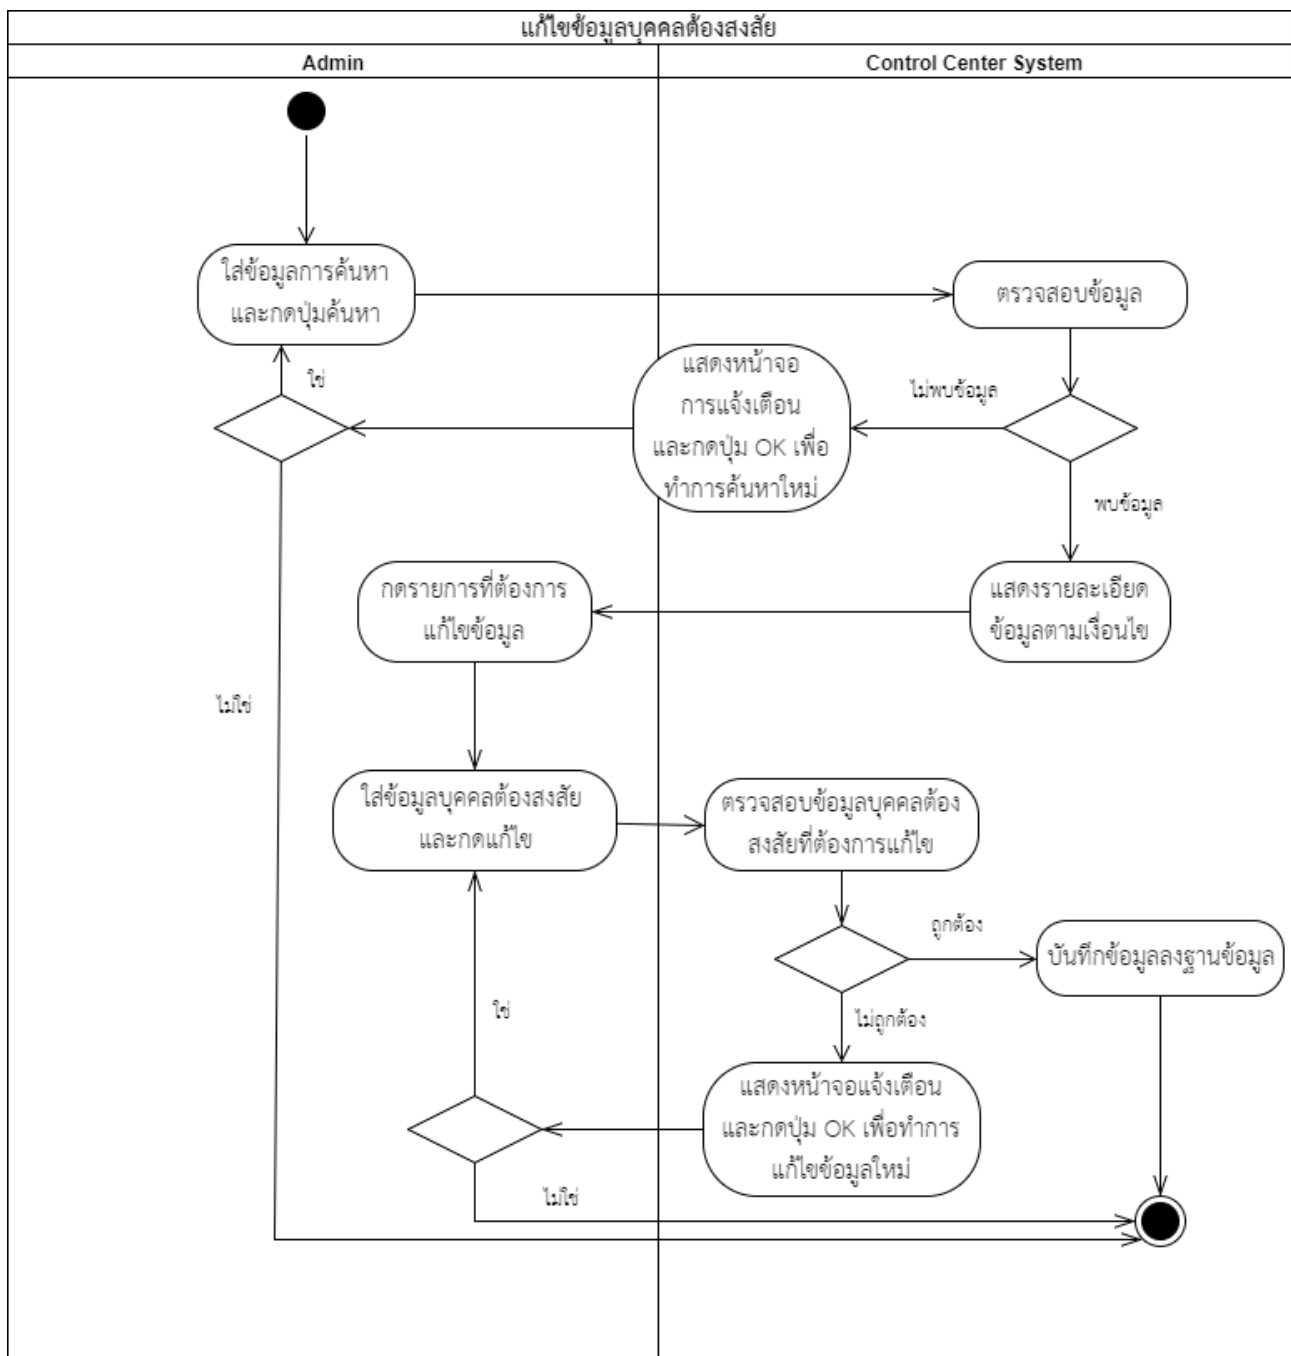 แก้ไขข้อมูลบุคคลต้องสงสัย
Admin
Control Center System
ใส่ข้อมูลการค้นหา
และกดปุ่มค้นหา
ตรวจสอบข้อมูล
ใช่
แสดงหน้าจอ
การแจ้งเตือน
และกดปุ่ม OK เพื่อ
ทำการค้นหาใหม่
ไม่พบข้อมูล
พบข้อมูล
กดรายการที่ต้องการ
แก้ไขข้อมูล
แสดงรายละเอียด
ข้อมูลตามเงื่อนไข
ไม่ใช่
ใส่ข้อมูลบุคคลต้องสงสัย
และกดแก้ไข
ตรวจสอบข้อมูลบุคคลต้อง
สงสัยที่ต้องการแก้ไข
ถูกต้อง
บันทึกข้อมูลลงฐานข้อมูล
ใช่
ไม่ถูกต้อง
แสดงหน้าจอแจ้งเตือน
และกดปุ่ม OK เพื่อทำการ
แก้ไขข้อมูลใหม่
ไม่ใช่